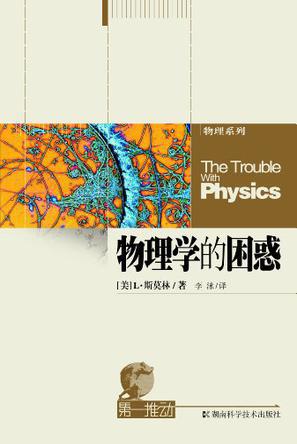 物理系列
The Trouble
With
Physics
物理学的困惑
[美]L·斯莫林/著 李泳/译
第一推动
湖南科学技术出版社